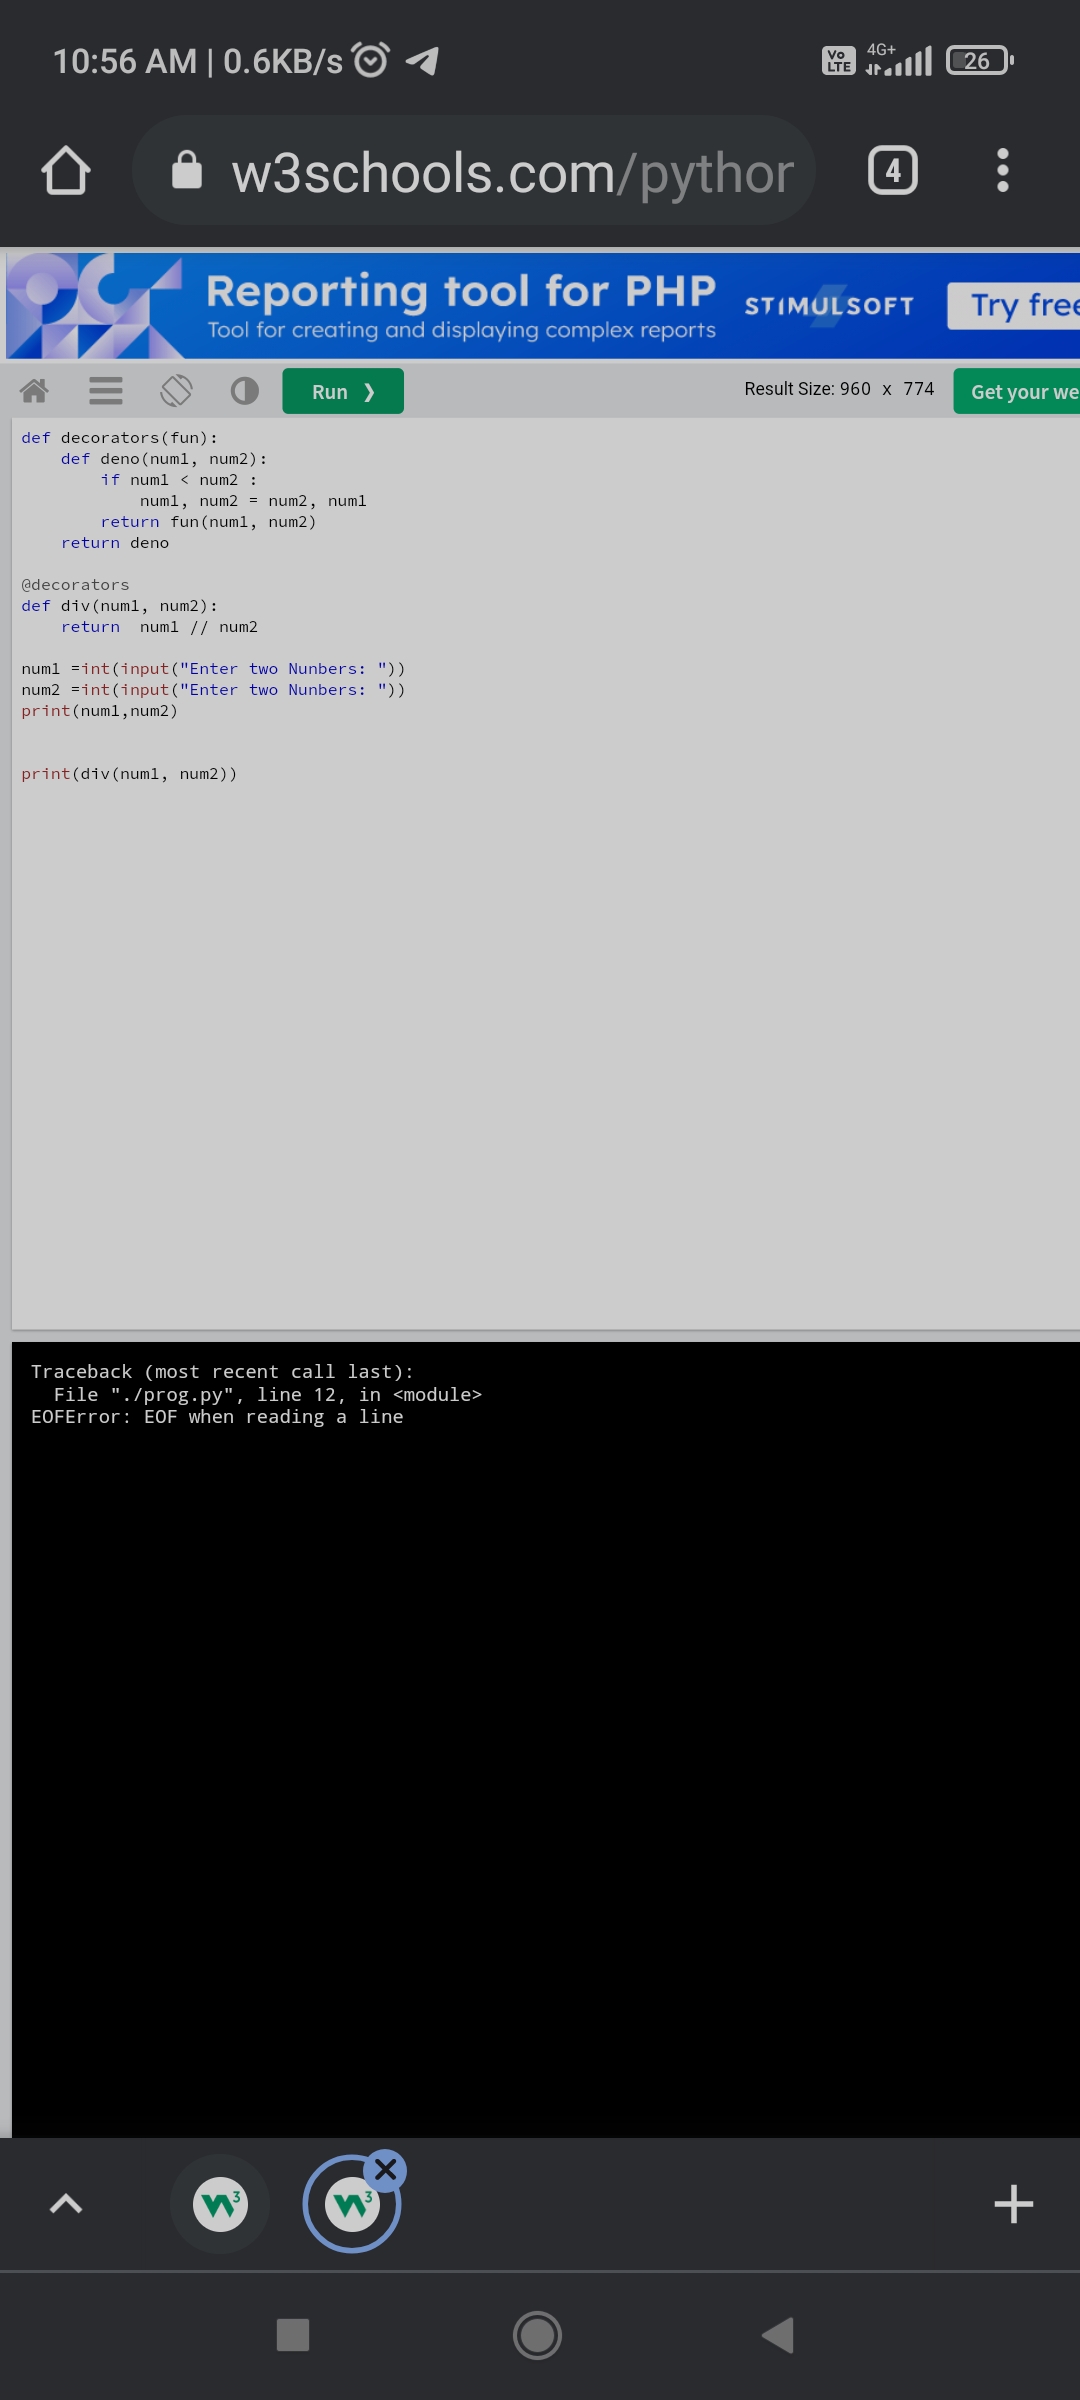 10:56 AM | 0.6KB/s
Vo LTE 4G+ 26
w3schools.com/pythor
4
Reporting tool for PHP
Tool for creating and displaying complex reports
STIMULSOFT
Try free
Run ❯
Result Size: 960 x 774
Get your we
def decorators(fun):
    def deno(num1, num2):
        if num1 < num2 :
            num1, num2 = num2, num1
        return fun(num1, num2)
    return deno
@decorators
def div(num1, num2):
    return  num1 // num2
num1 =int(input("Enter two Nunbers: "))
num2 =int(input("Enter two Nunbers: "))
print(num1,num2)
print(div(num1, num2))
Traceback (most recent call last):
  File "./prog.py", line 12, in <module>
EOFError: EOF when reading a line
W3
W3